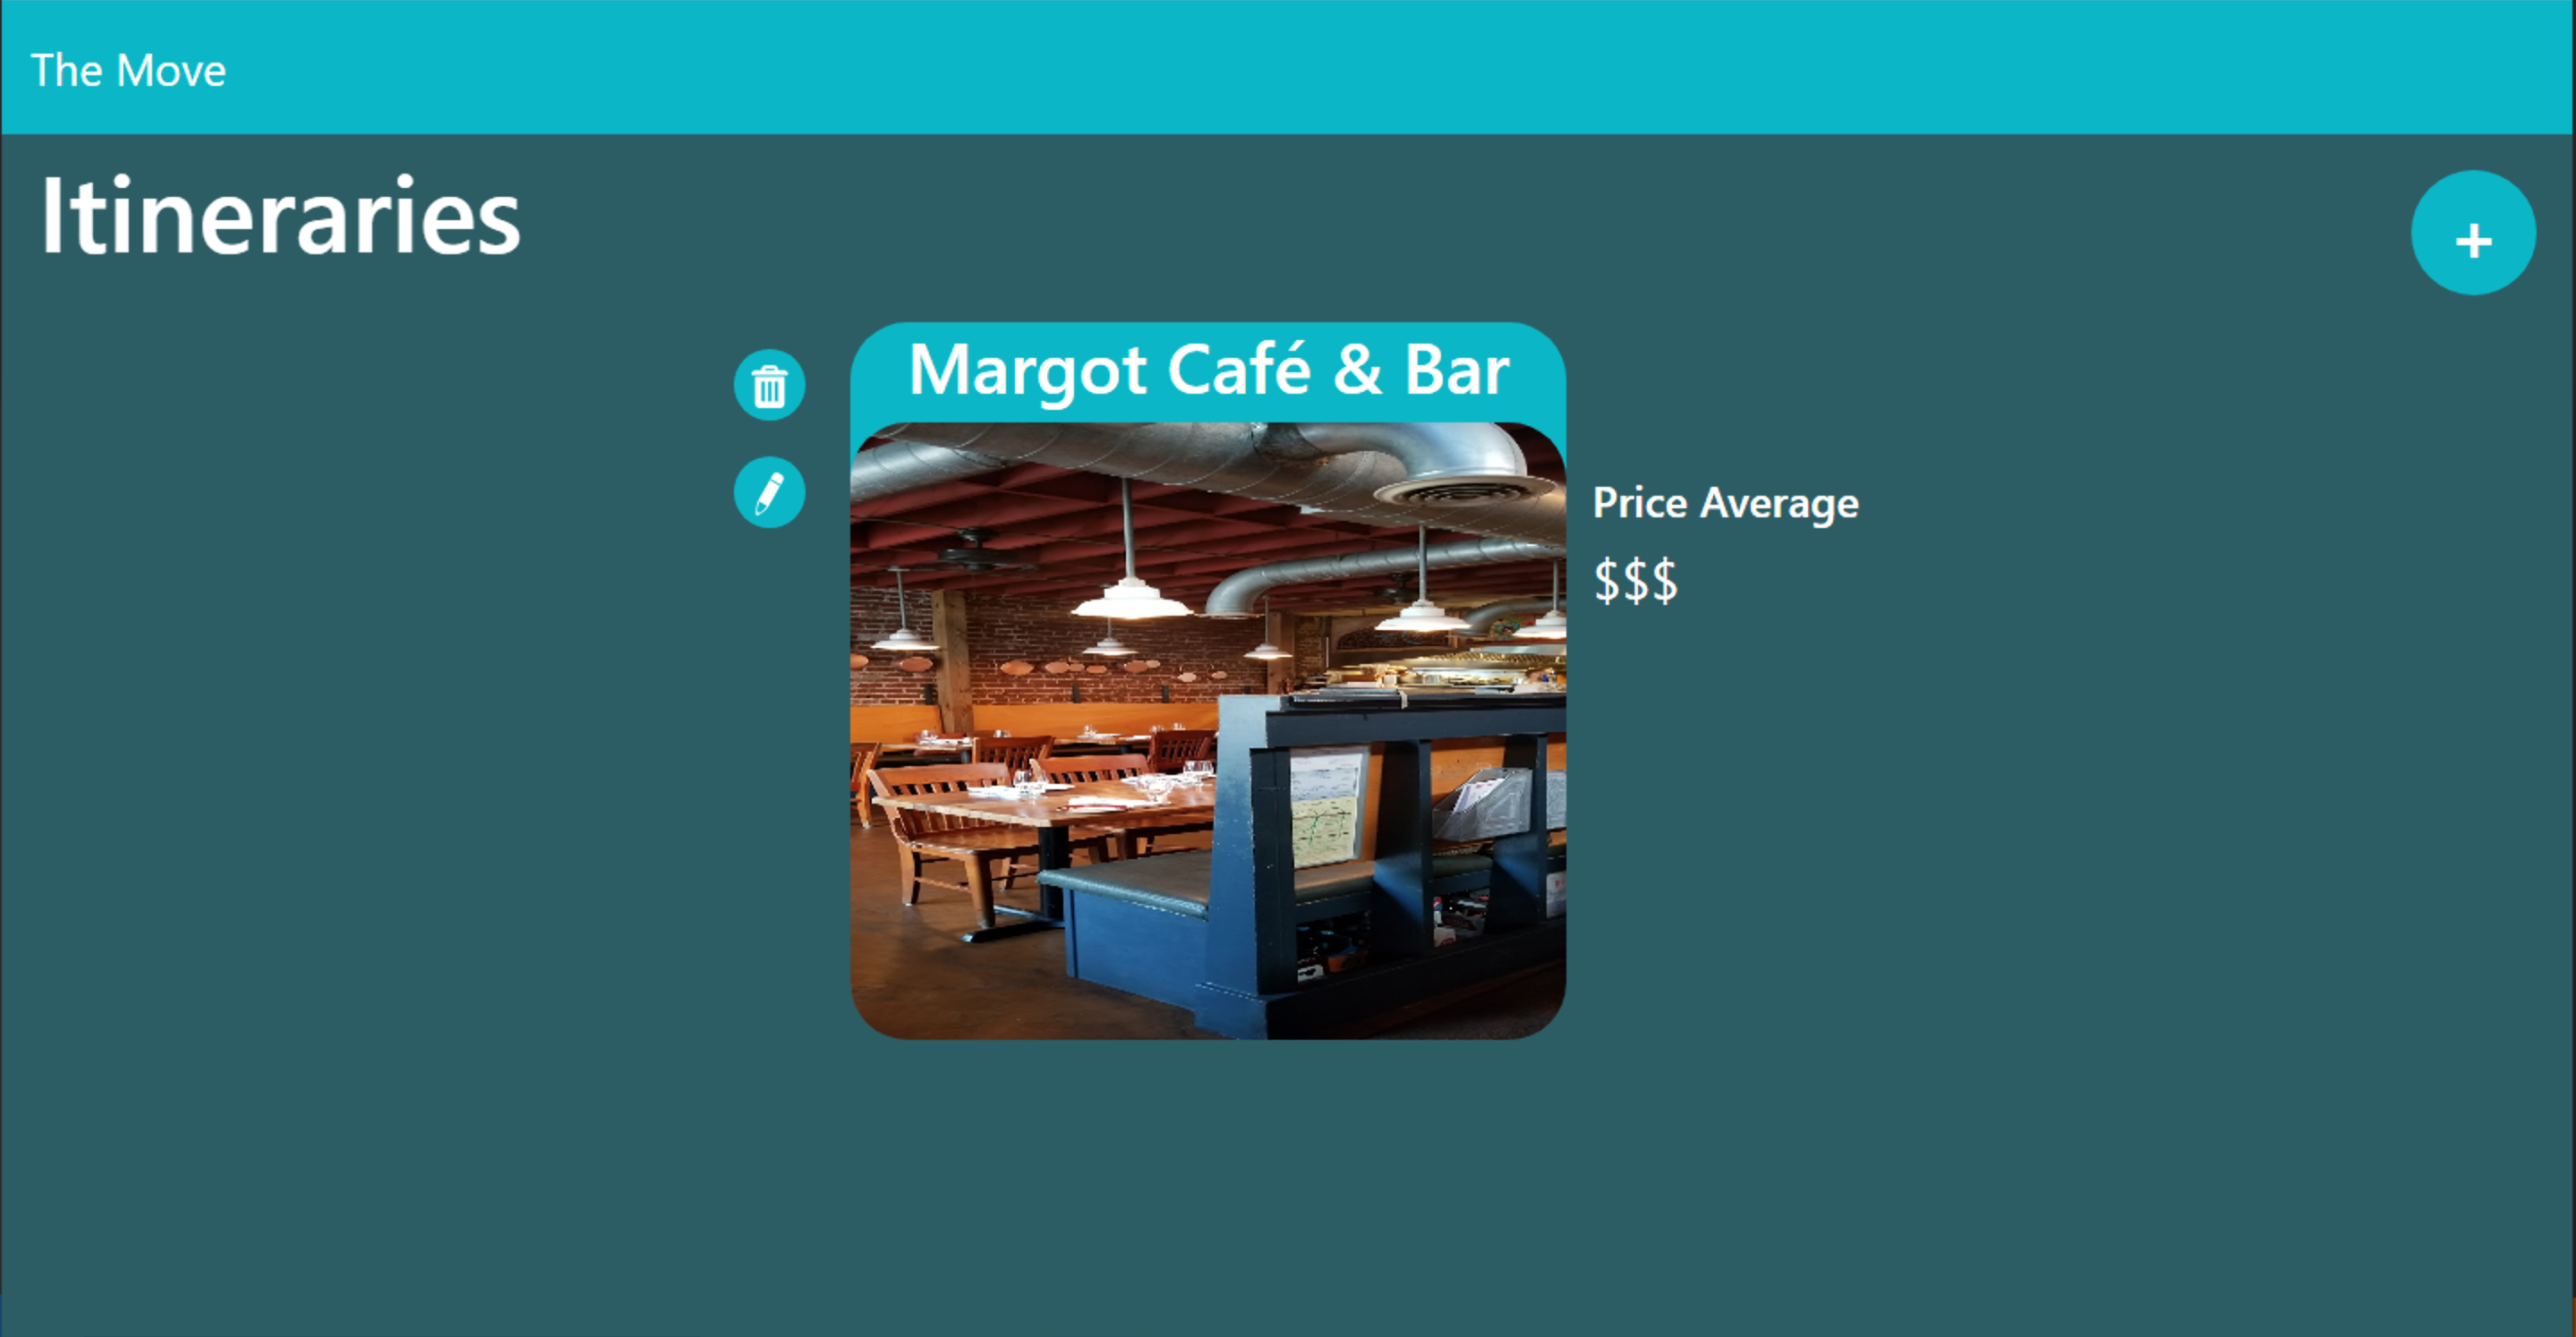 The Move
Itineraries
+
Margot Café & Bar
Price Average
$$$